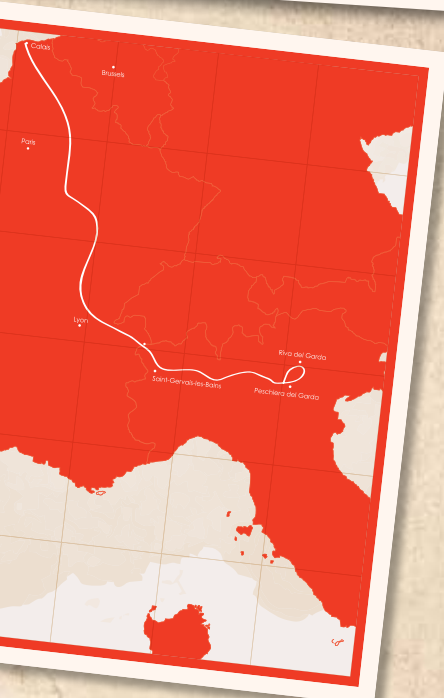 Calais
Brussels
Paris
Lyon
Riva del Garda
Saint-Gervais-les-Bains
Peschiera del Garda